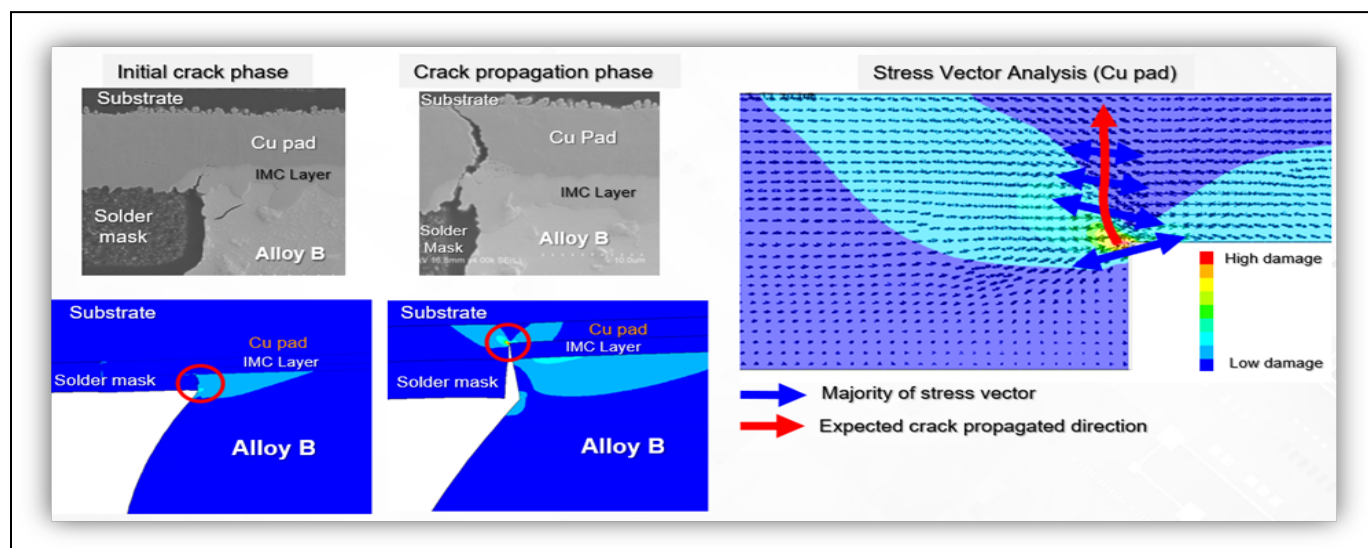 Initial crack phase
Substrate
Cu pad
IMC Layer
Solder
mask
Alloy B
Crack propagation phase
Substrate
Cu Pad
IMC Layer
Solder
Mask
Alloy B
10.0um
Stress Vector Analysis (Cu pad)
High damage
Low damage
Majority of stress vector
Expected crack propagated direction
Substrate
Cu pad
IMC Layer
Solder mask
Alloy B
Substrate
Cu pad
IMC Layer
Solder mask
Alloy B